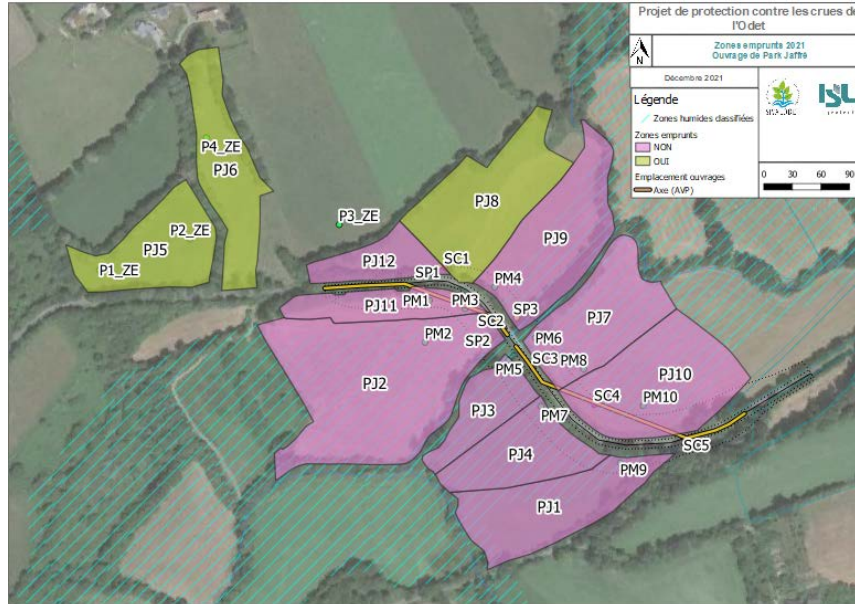 Projet de protection contre les crues de
l'Odet
Zones emprunts 2021
Ouvrage de Park Jaffré
N
Décembre 2021
Légende
Zones humides classifiées
Zones emprunts
NON
OUI
Emplacement ouvrages
Axe (AVP)
0 30 60 90
P4_ZE
PJ6
P3_ZE
P2_ZE
PJ5
P1_ZE
PJ8
PJ9
PJ12
SC1
SP1
PM4
PJ11
PM1
PM3
SP3
PJ7
SC2
PM2
SP2
PM6
PM5
SC3
PM8
PJ10
PJ2
SC4
PM10
PJ3
PM7
SC5
PJ4
PM9
PJ1